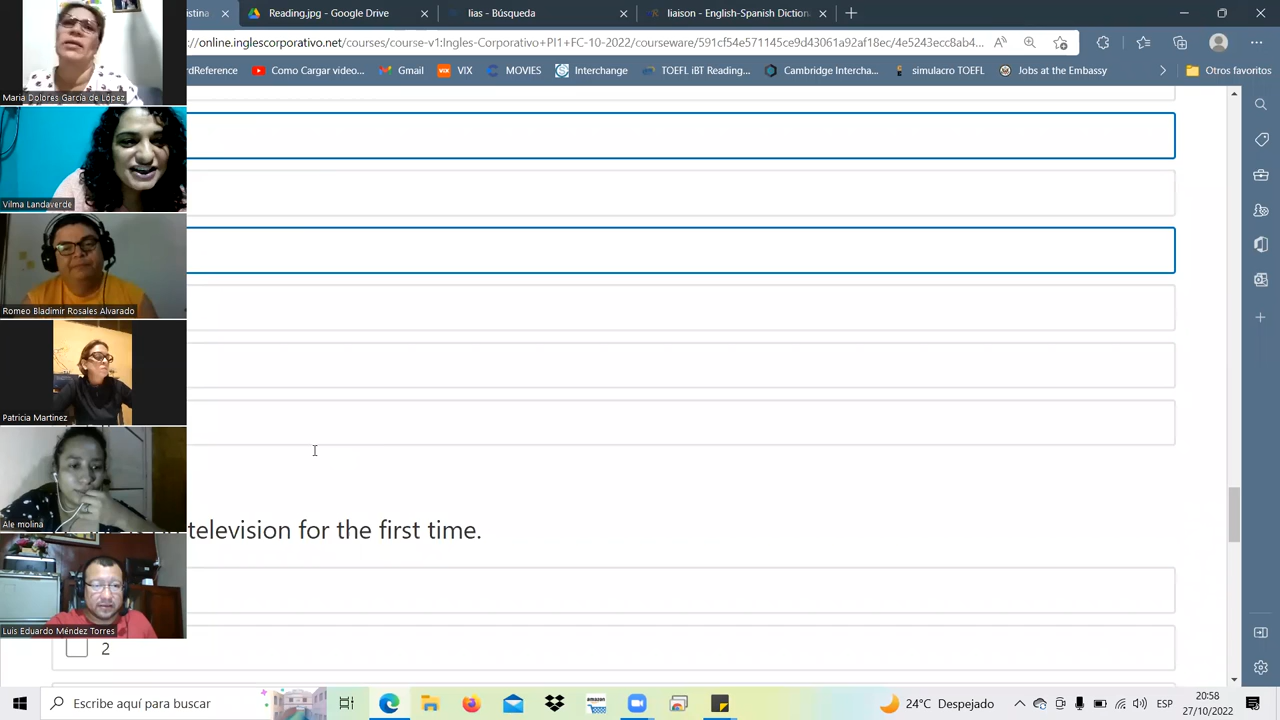 istina
Reading.jpg - Google Drive
lias - Búsqueda
liaison - English-Spanish Dictiona
://online.inglescorporativo.net/courses/course-v1:Ingles-Corporativo+PI1+FC-10-2022/courseware/591cf54e571145ce9d43061a92af18ec/4e5243ecc8ab4...
rdReference
Como Cargar video...
Gmail
VIX
MOVIES
Interchange
TOEFL iBT Readin...
Cambridge Intercha...
simulacro TOEFL
Jobs at the Embassy
Otros favoritos
Maria Dolores García de López
Vilma Landaverde
Romeo Bladimir Rosales Alvarado
Patricia Martinez
Ale molina
television for the first time.
Luis Eduardo Méndez Torres
2
Escribe aquí para buscar
24°C Despejado
ESP
20:58
27/10/2022